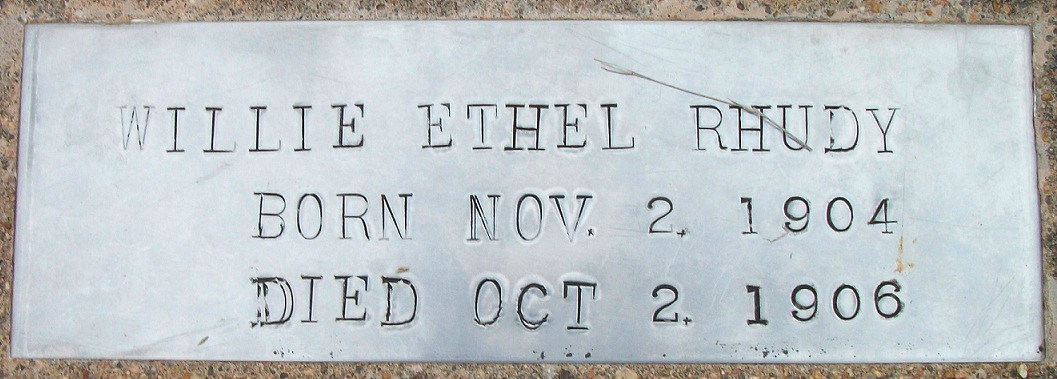 WILLIE ETHEL RHUDY
BORN NOV. 2, 1904
DIED OCT 2, 1906